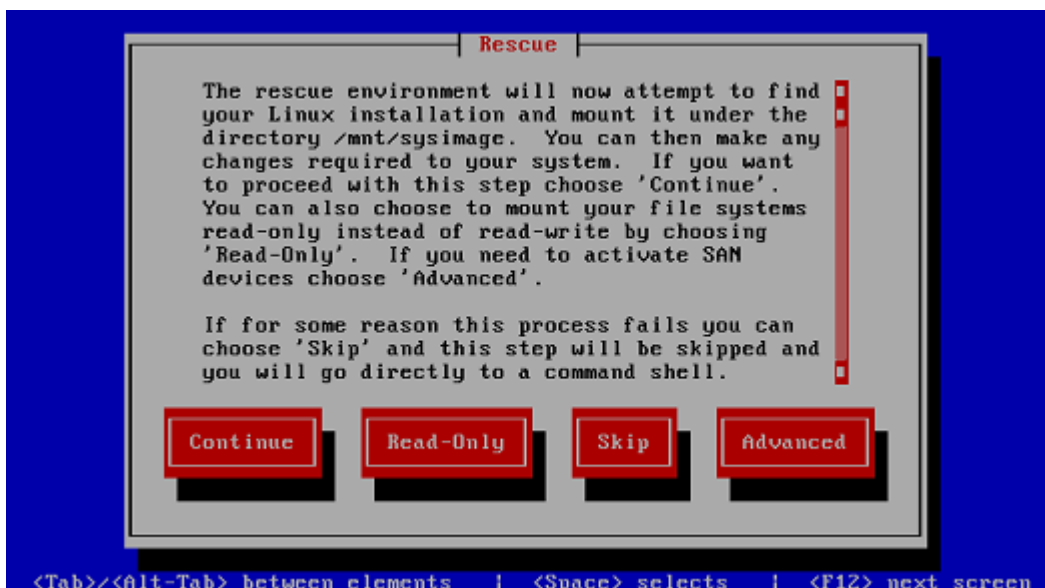 Rescue
The rescue environment will now attempt to find
your Linux installation and mount it under the
directory /mnt/sysimage.  You can then make any
changes required to your system.  If you want
to proceed with this step choose 'Continue'.
You can also choose to mount your file systems
read-only instead of read-write by choosing
'Read-Only'.  If you need to activate SAN
devices choose 'Advanced'.
If for some reason this process fails you can
choose 'Skip' and this step will be skipped and
you will go directly to a command shell.
Continue Read-Only Skip Advanced
<Tab>/<Alt-Tab> between elements  |  <Space> selects  |  <F12> next screen